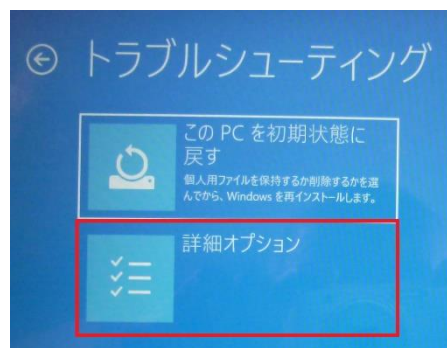 トラブルシューティング
この PC を初期状態に
戻す
個人用ファイルを保持するか削除するかを選
んでから、Windows を再インストールします。
詳細オプション